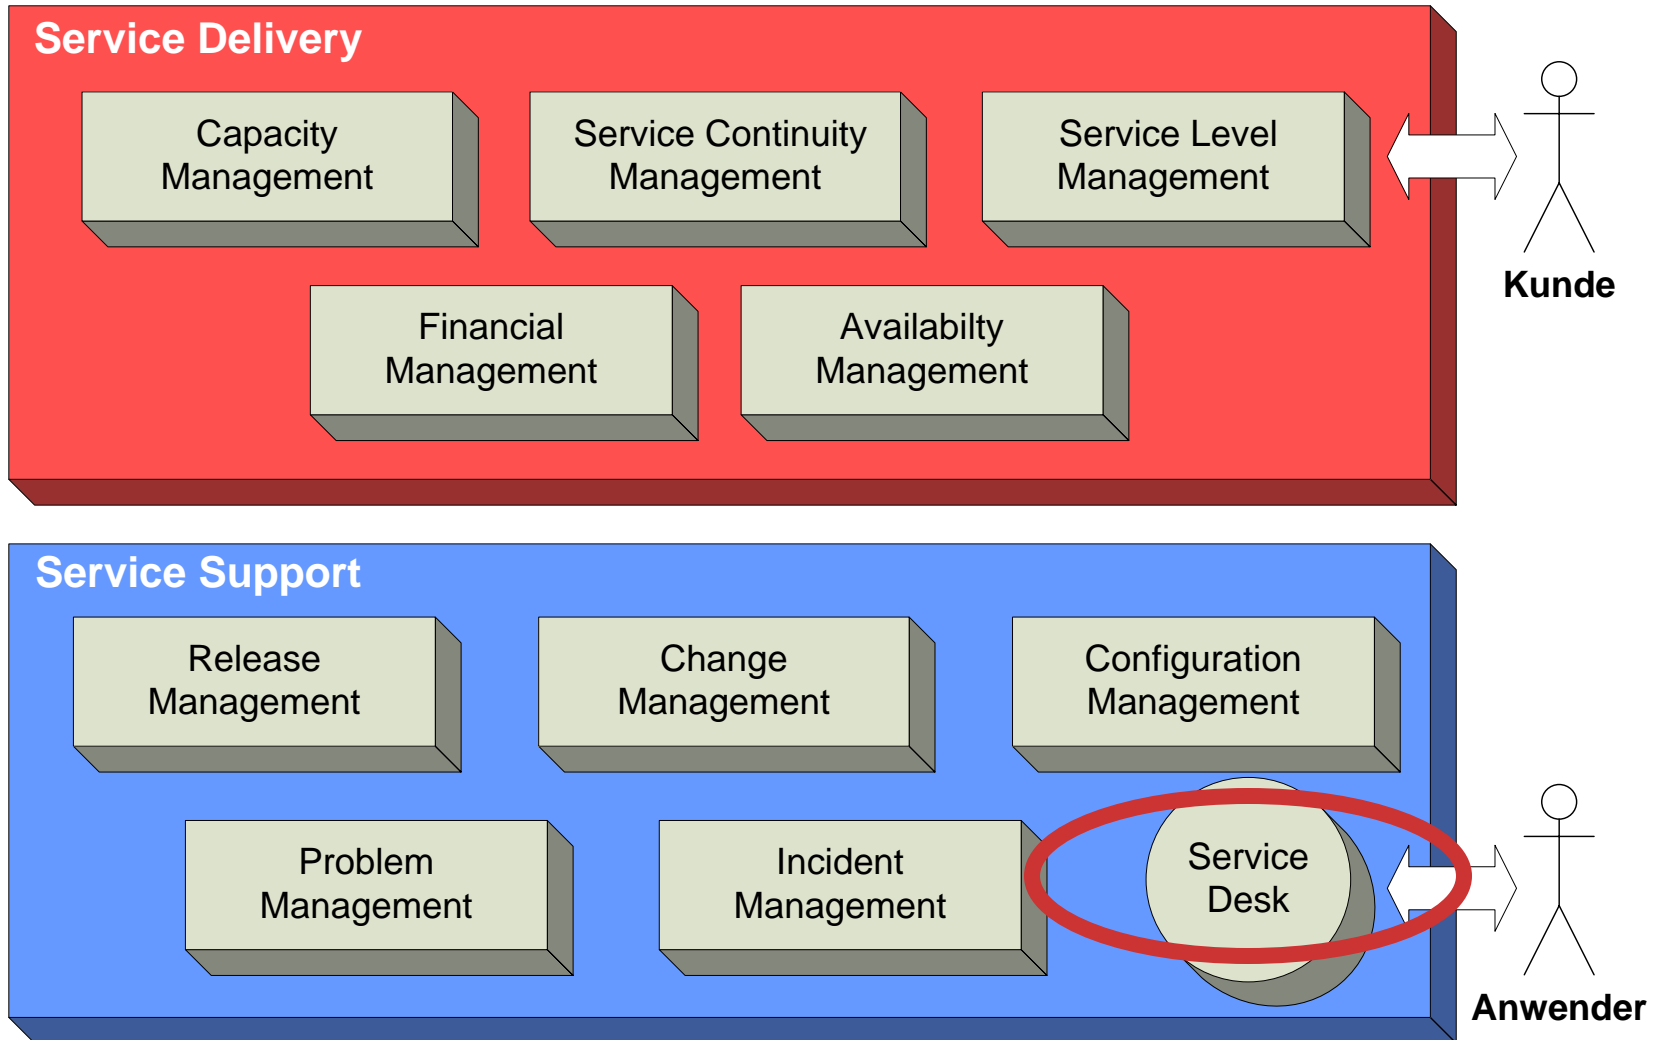 Service Delivery
Capacity
Management
Service Continuity
Management
Service Level
Management
Kunde
Financial
Management
Availabilty
Management
Service Support
Release
Management
Change
Management
Configuration
Management
Problem
Management
Incident
Management
Service
Desk
Anwender